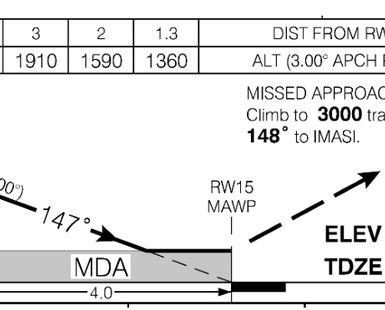 3 2 1.3 DIST FROM RW
1910 1590 1360 ALT (3.00° APCH
MISSED APPROAC
Climb to 3000 tra
148° to IMASI.
00°)
147°
RW15
MAWP
ELEV
MDA
TDZE
4.0